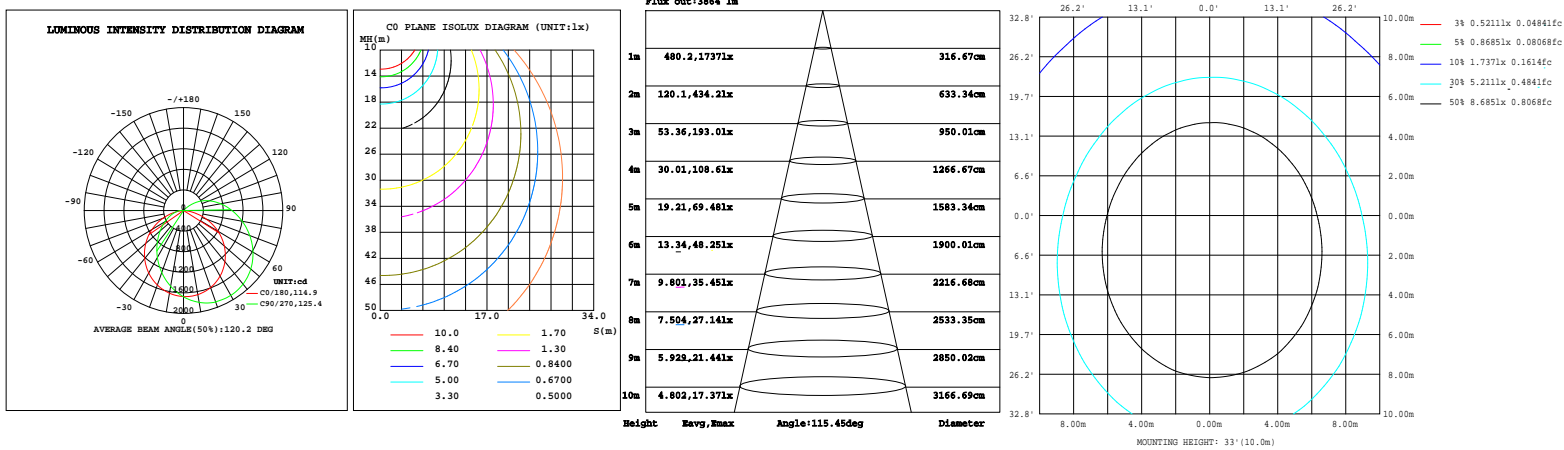 LUMINOUS INTENSITY DISTRIBUTION DIAGRAM
-/+180
-150 150
-120 120
-90 90
0
400
800
1200
1600
2000
-60 60
-30 30
0
UNIT:cd
C0/180,114.9
C90/270,125.4
AVERAGE BEAM ANGLE(50%):120.2 DEG
C0 PLANE ISOLUX DIAGRAM (UNIT:lx)
MH(m)
10
14
18
22
26
30
34
38
42
46
50
0.0 17.0 34.0
S(m)
10.0 1.70
8.40 1.30
6.70 0.8400
5.00 0.6700
3.30 0.5000
Flux out:3864 lm
1m 480.2,1737lx 316.67cm
2m 120.1,434.2lx 633.34cm
3m 53.36,193.0lx 950.01cm
4m 30.01,108.6lx 1266.67cm
5m 19.21,69.48lx 1583.34cm
6m 13.34,48.25lx 1900.01cm
7m 9.801,35.45lx 2216.68cm
8m 7.504,27.14lx 2533.35cm
9m 5.929,21.44lx 2850.02cm
10m 4.802,17.37lx 3166.69cm
Height Eavg,Emax Angle:115.45deg Diameter
26.2' 13.1' 0.0' 13.1' 26.2'
32.8' 10.00m
26.2' 8.00m
19.7' 6.00m
13.1' 4.00m
6.6' 2.00m
0.0' 0.00m
6.6' 2.00m
13.1' 4.00m
19.7' 6.00m
26.2' 8.00m
32.8' 10.00m
8.00m 4.00m 0.00m 4.00m 8.00m
MOUNTING HEIGHT: 33'(10.0m)
3% 0.521lx 0.04841fc
5% 0.8685lx 0.08068fc
10% 1.737lx 0.1614fc
30% 5.211lx 0.4841fc
50% 8.685lx 0.8068fc